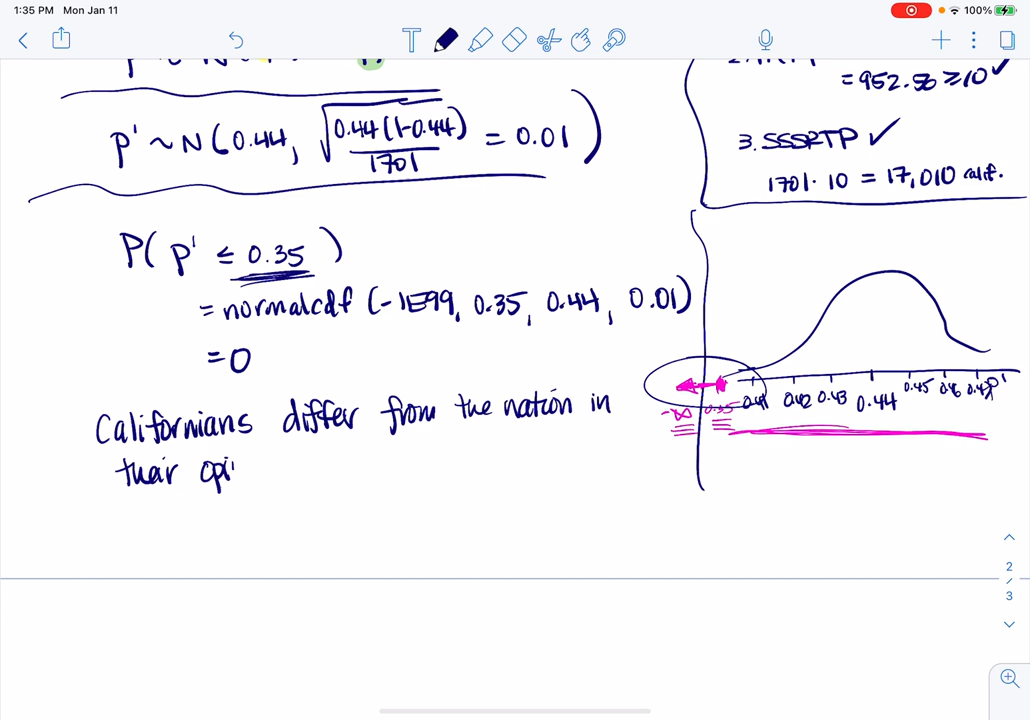 1:35 PM Mon Jan 11
100%
= 952.56 ≥10 ✓
p' ~ N(0.44, √(0.44(1-0.44)/1701) = 0.01)
3. SSSRTP ✓
1701 · 10 = 17,010 calif.
P( p' ≤ 0.35 )
= normalcdf (-1E99, 0.35, 0.44, 0.01)
= 0
-∞ 0.35 0.41 0.42 0.43 0.44 0.45 0.46 0.47 p'
Californians differ from the nation in
their opi
2
/
3